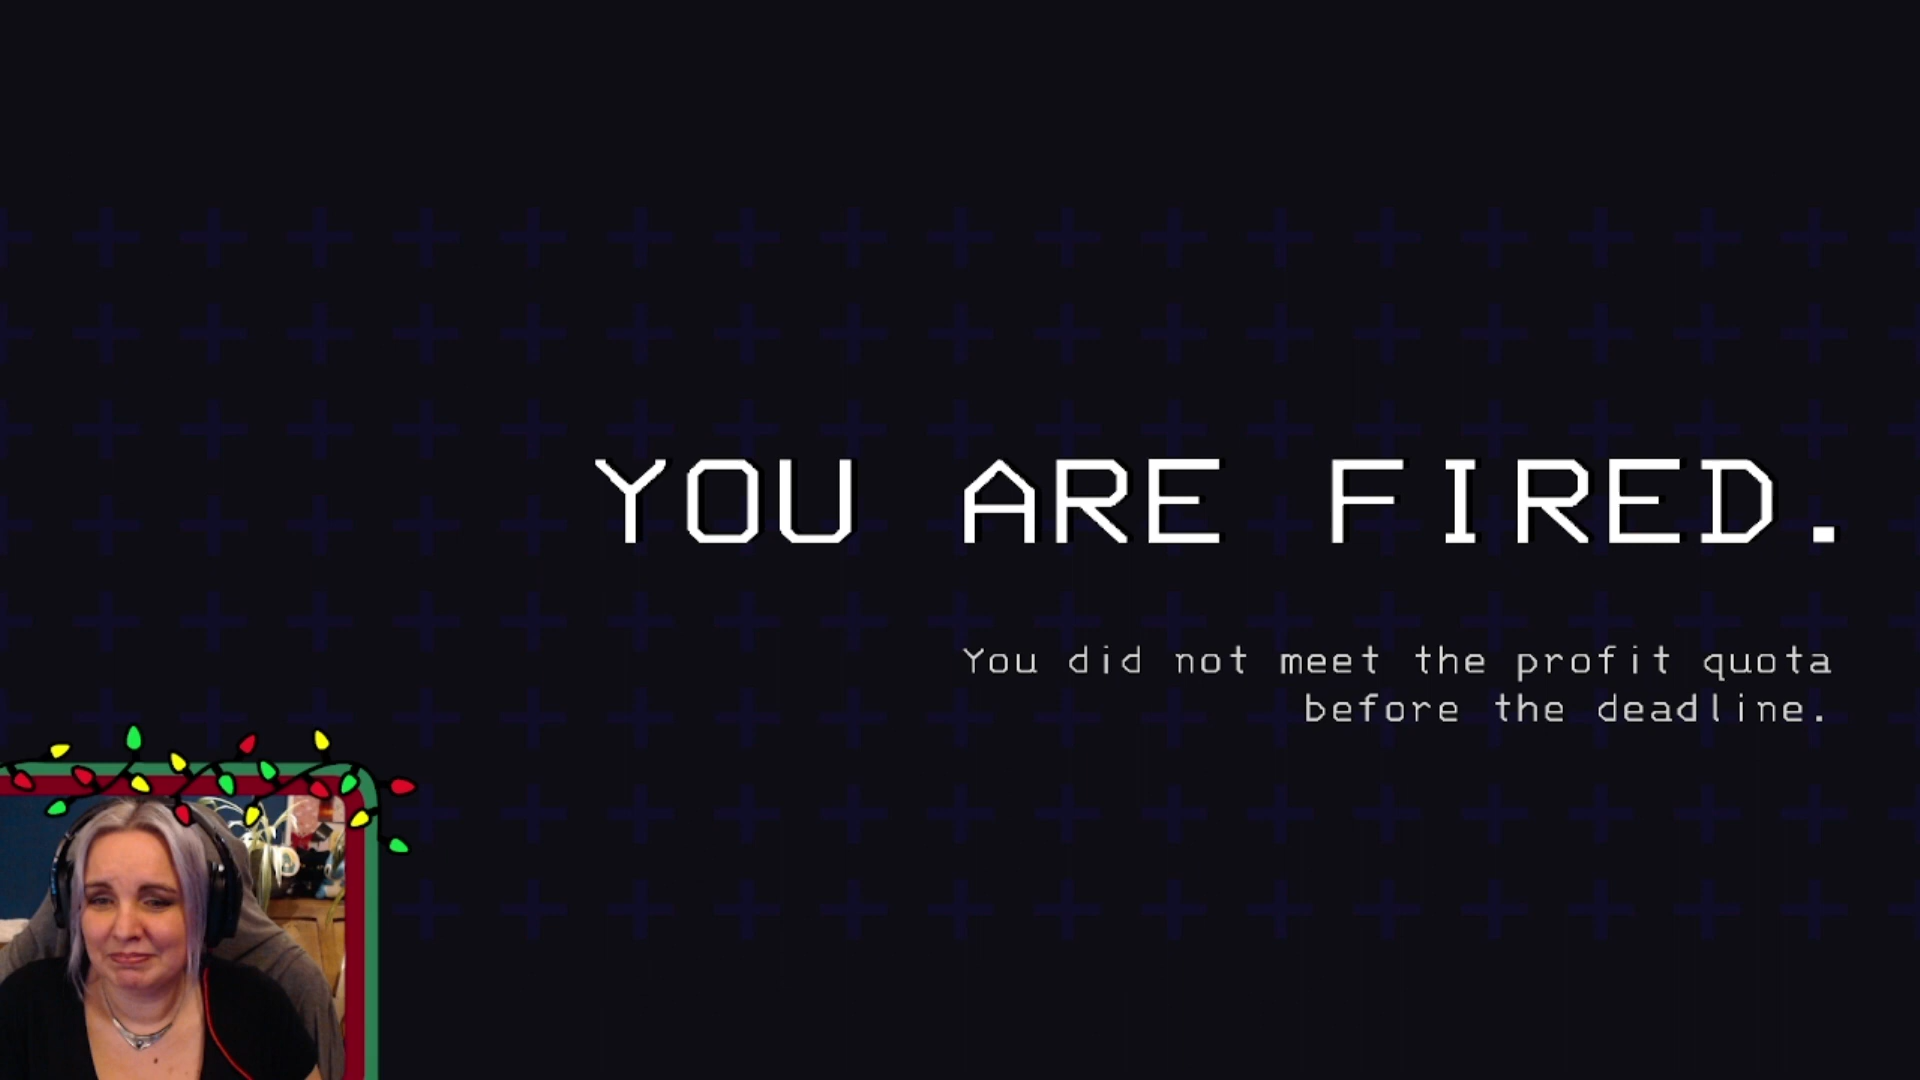 YOU ARE FIRED.
You did not meet the profit quota
before the deadline.